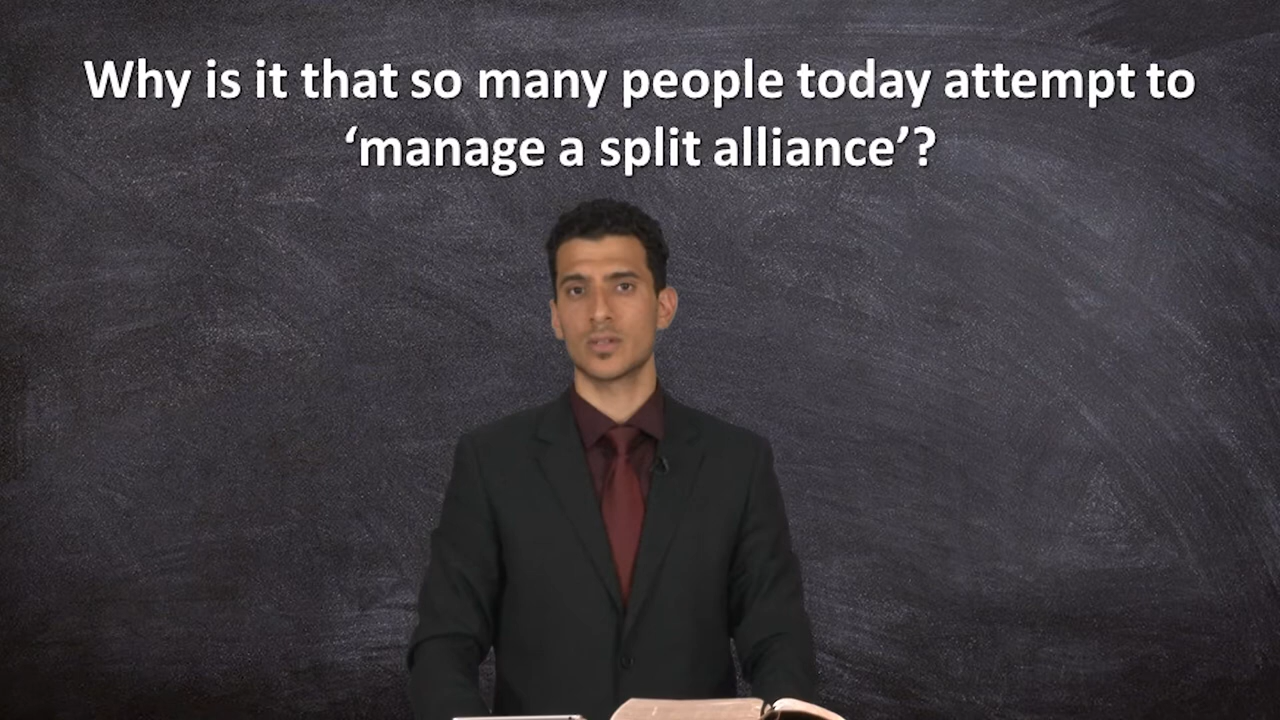 Why is it that so many people today attempt to
‘manage a split alliance’?